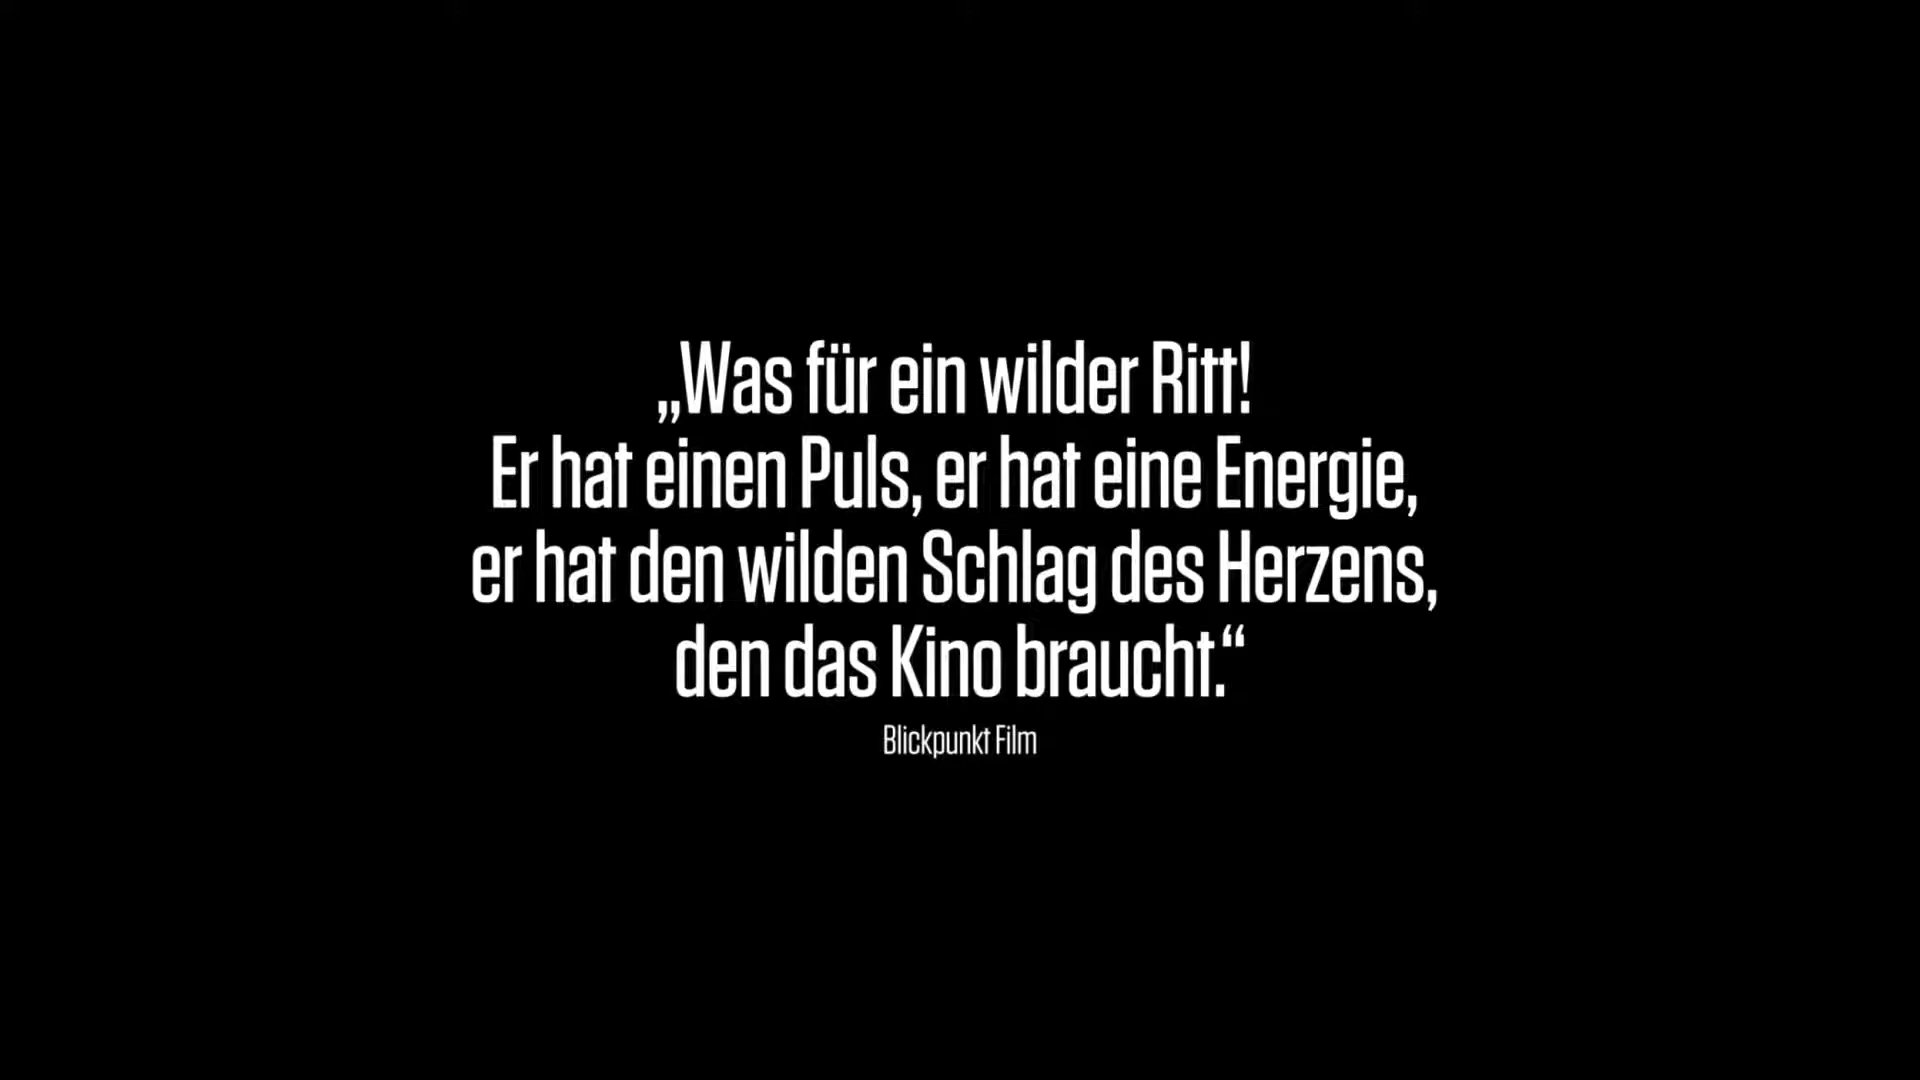 „Was für ein wilder Ritt!
Er hat einen Puls, er hat eine Energie,
er hat den wilden Schlag des Herzens,
den das Kino braucht.“
Blickpunkt Film